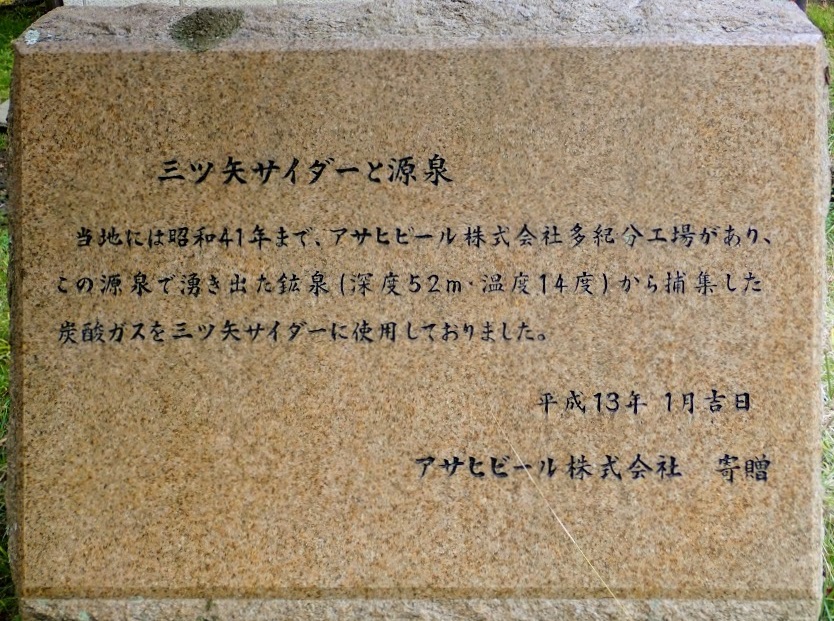 三ツ矢サイダーと源泉
当地には昭和41年まで、アサヒビール株式会社多紀分工場があり、
この源泉で湧き出た鉱泉(深度52m・温度14度)から捕集した
炭酸ガスを三ツ矢サイダーに使用しておりました。
平成13年 1月吉日
アサヒビール株式会社 寄贈